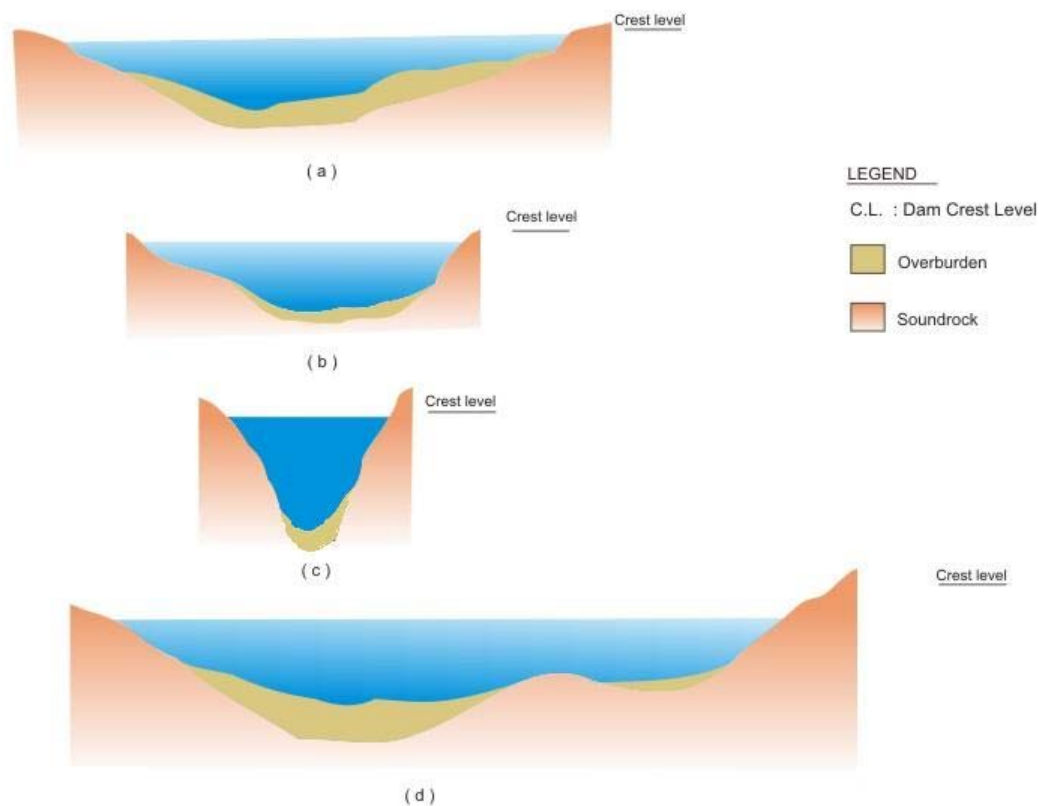 Crest level
( a )
LEGEND
C.L. : Dam Crest Level
Crest level
Overburden
Soundrock
( b )
Crest level
( c )
Crest level
( d )